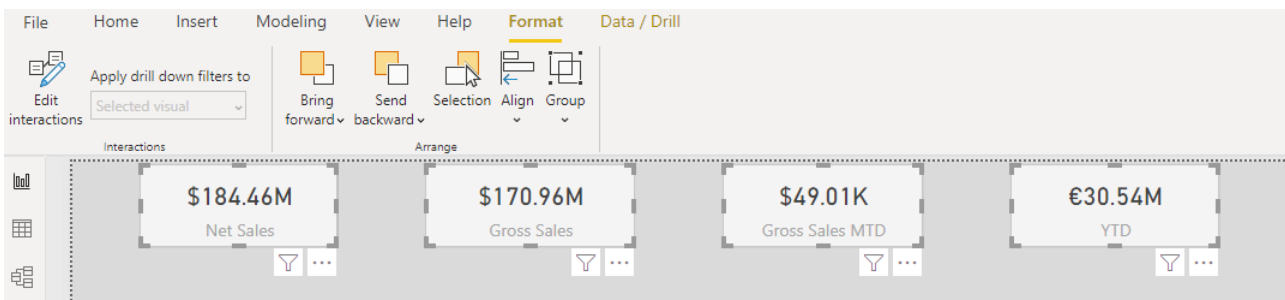 File Home Insert Modeling View Help Format Data / Drill
Apply drill down filters to
Selected visual
Edit
interactions
Bring
forward
Send
backward
Selection
Align
Group
Interactions
Arrange
$184.46M
Net Sales
$170.96M
Gross Sales
$49.01K
Gross Sales MTD
€30.54M
YTD